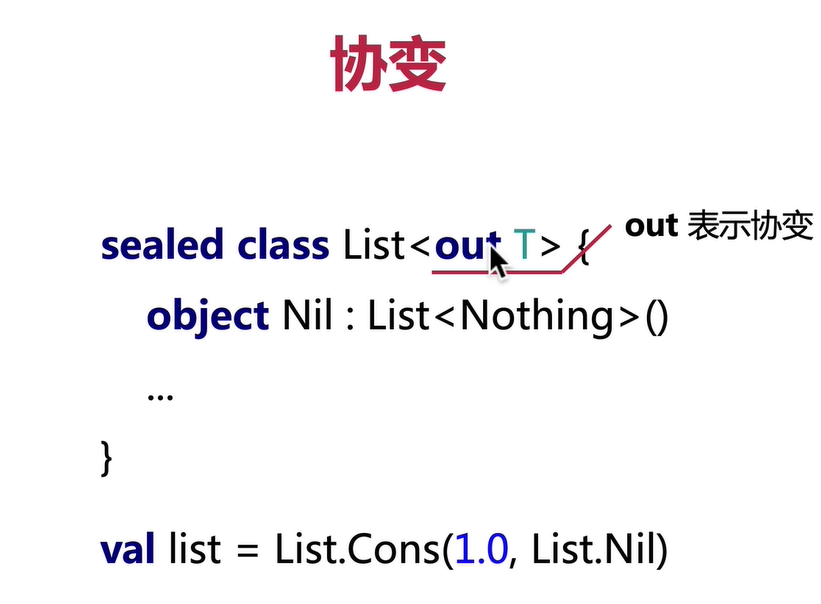 协变
sealed class List<out T> {
out 表示协变
object Nil : List<Nothing>()
...
}
val list = List.Cons(1.0, List.Nil)